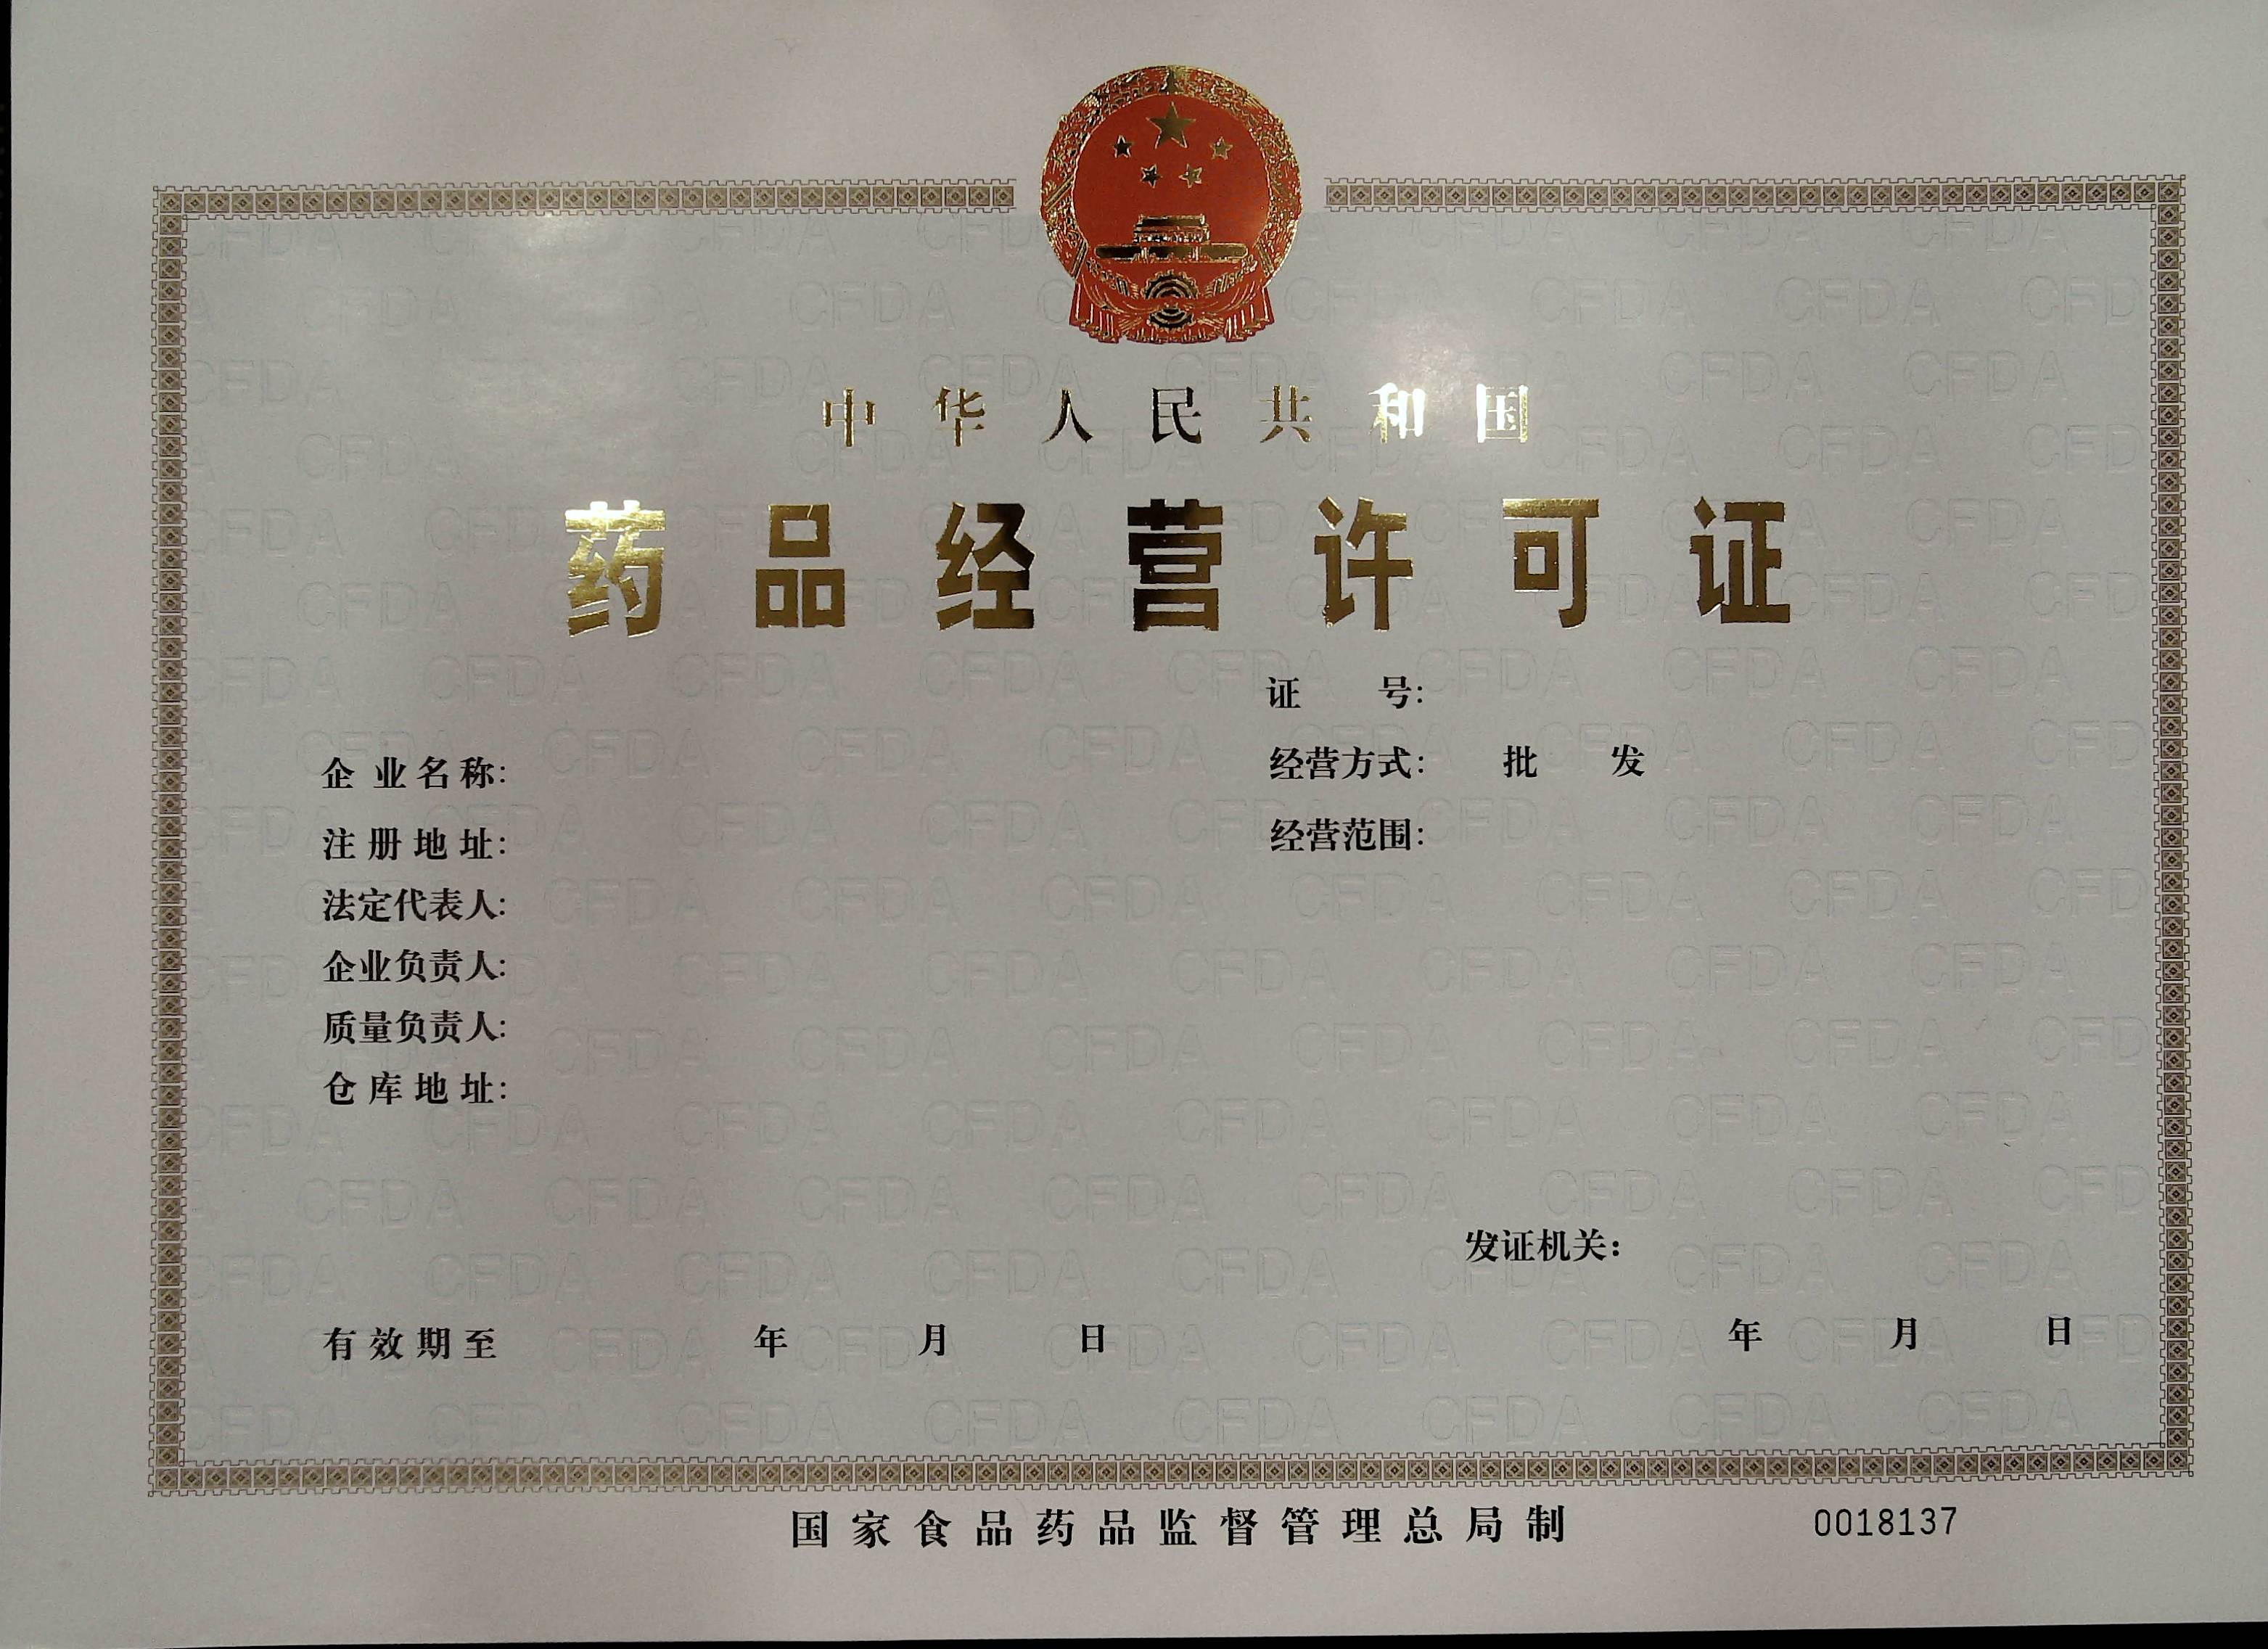 中华人民共和国
药品经营许可证
证 号:
企业名称:
经营方式: 批 发
注册地址:
经营范围:
法定代表人:
企业负责人:
质量负责人:
仓库地址:
发证机关:
有效期至 年 月 日
年 月 日
国家食品药品监督管理总局制
0018137
CFDA